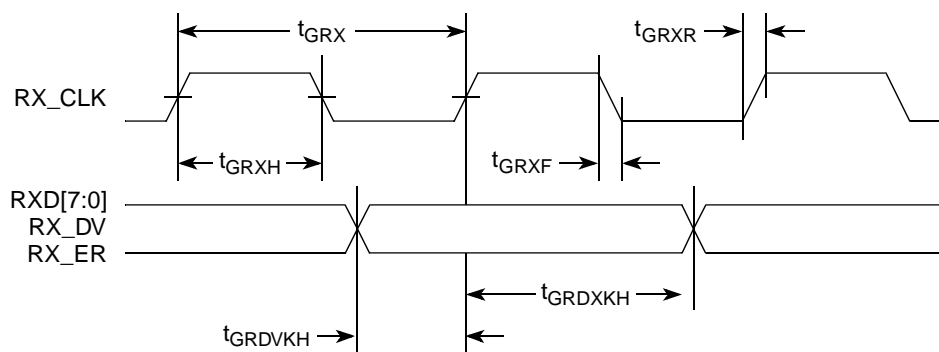 tGRX
tGRXR
RX_CLK
tGRXH
tGRXF
RXD[7:0]
RX_DV
RX_ER
tGRDXKH
tGRDVKH